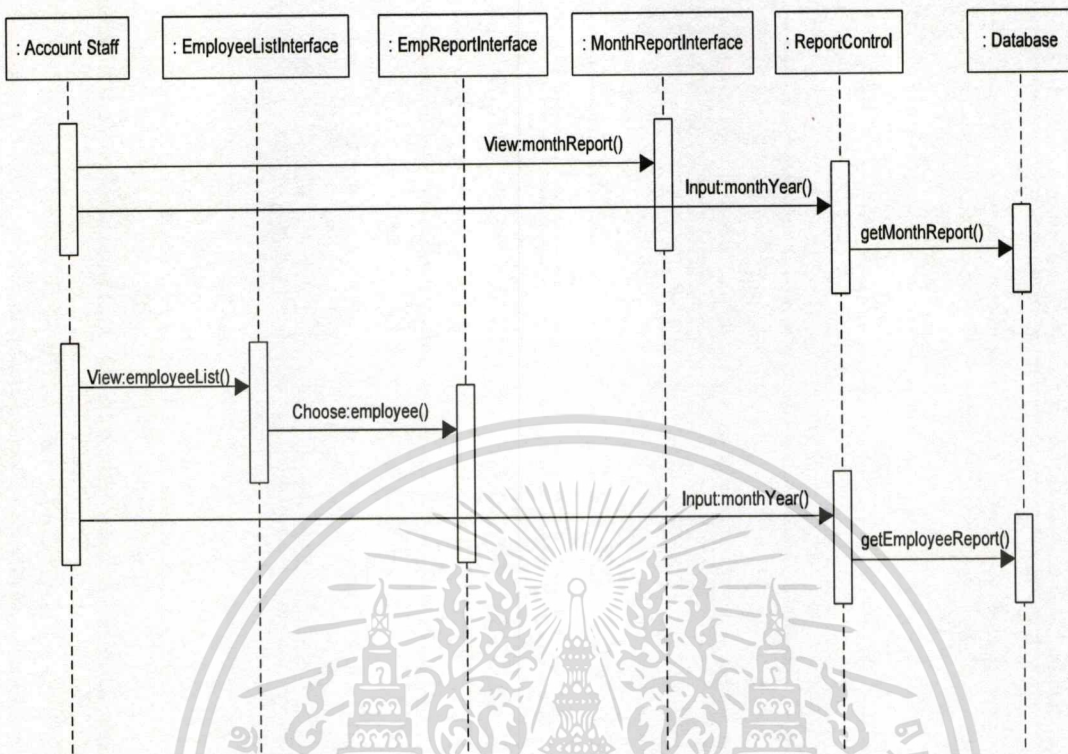 : Account Staff
: EmployeeListInterface
: EmpReportInterface
: MonthReportInterface
: ReportControl
: Database
View:monthReport()
Input:monthYear()
getMonthReport()
View:employeeList()
Choose:employee()
Input:monthYear()
getEmployeeReport()